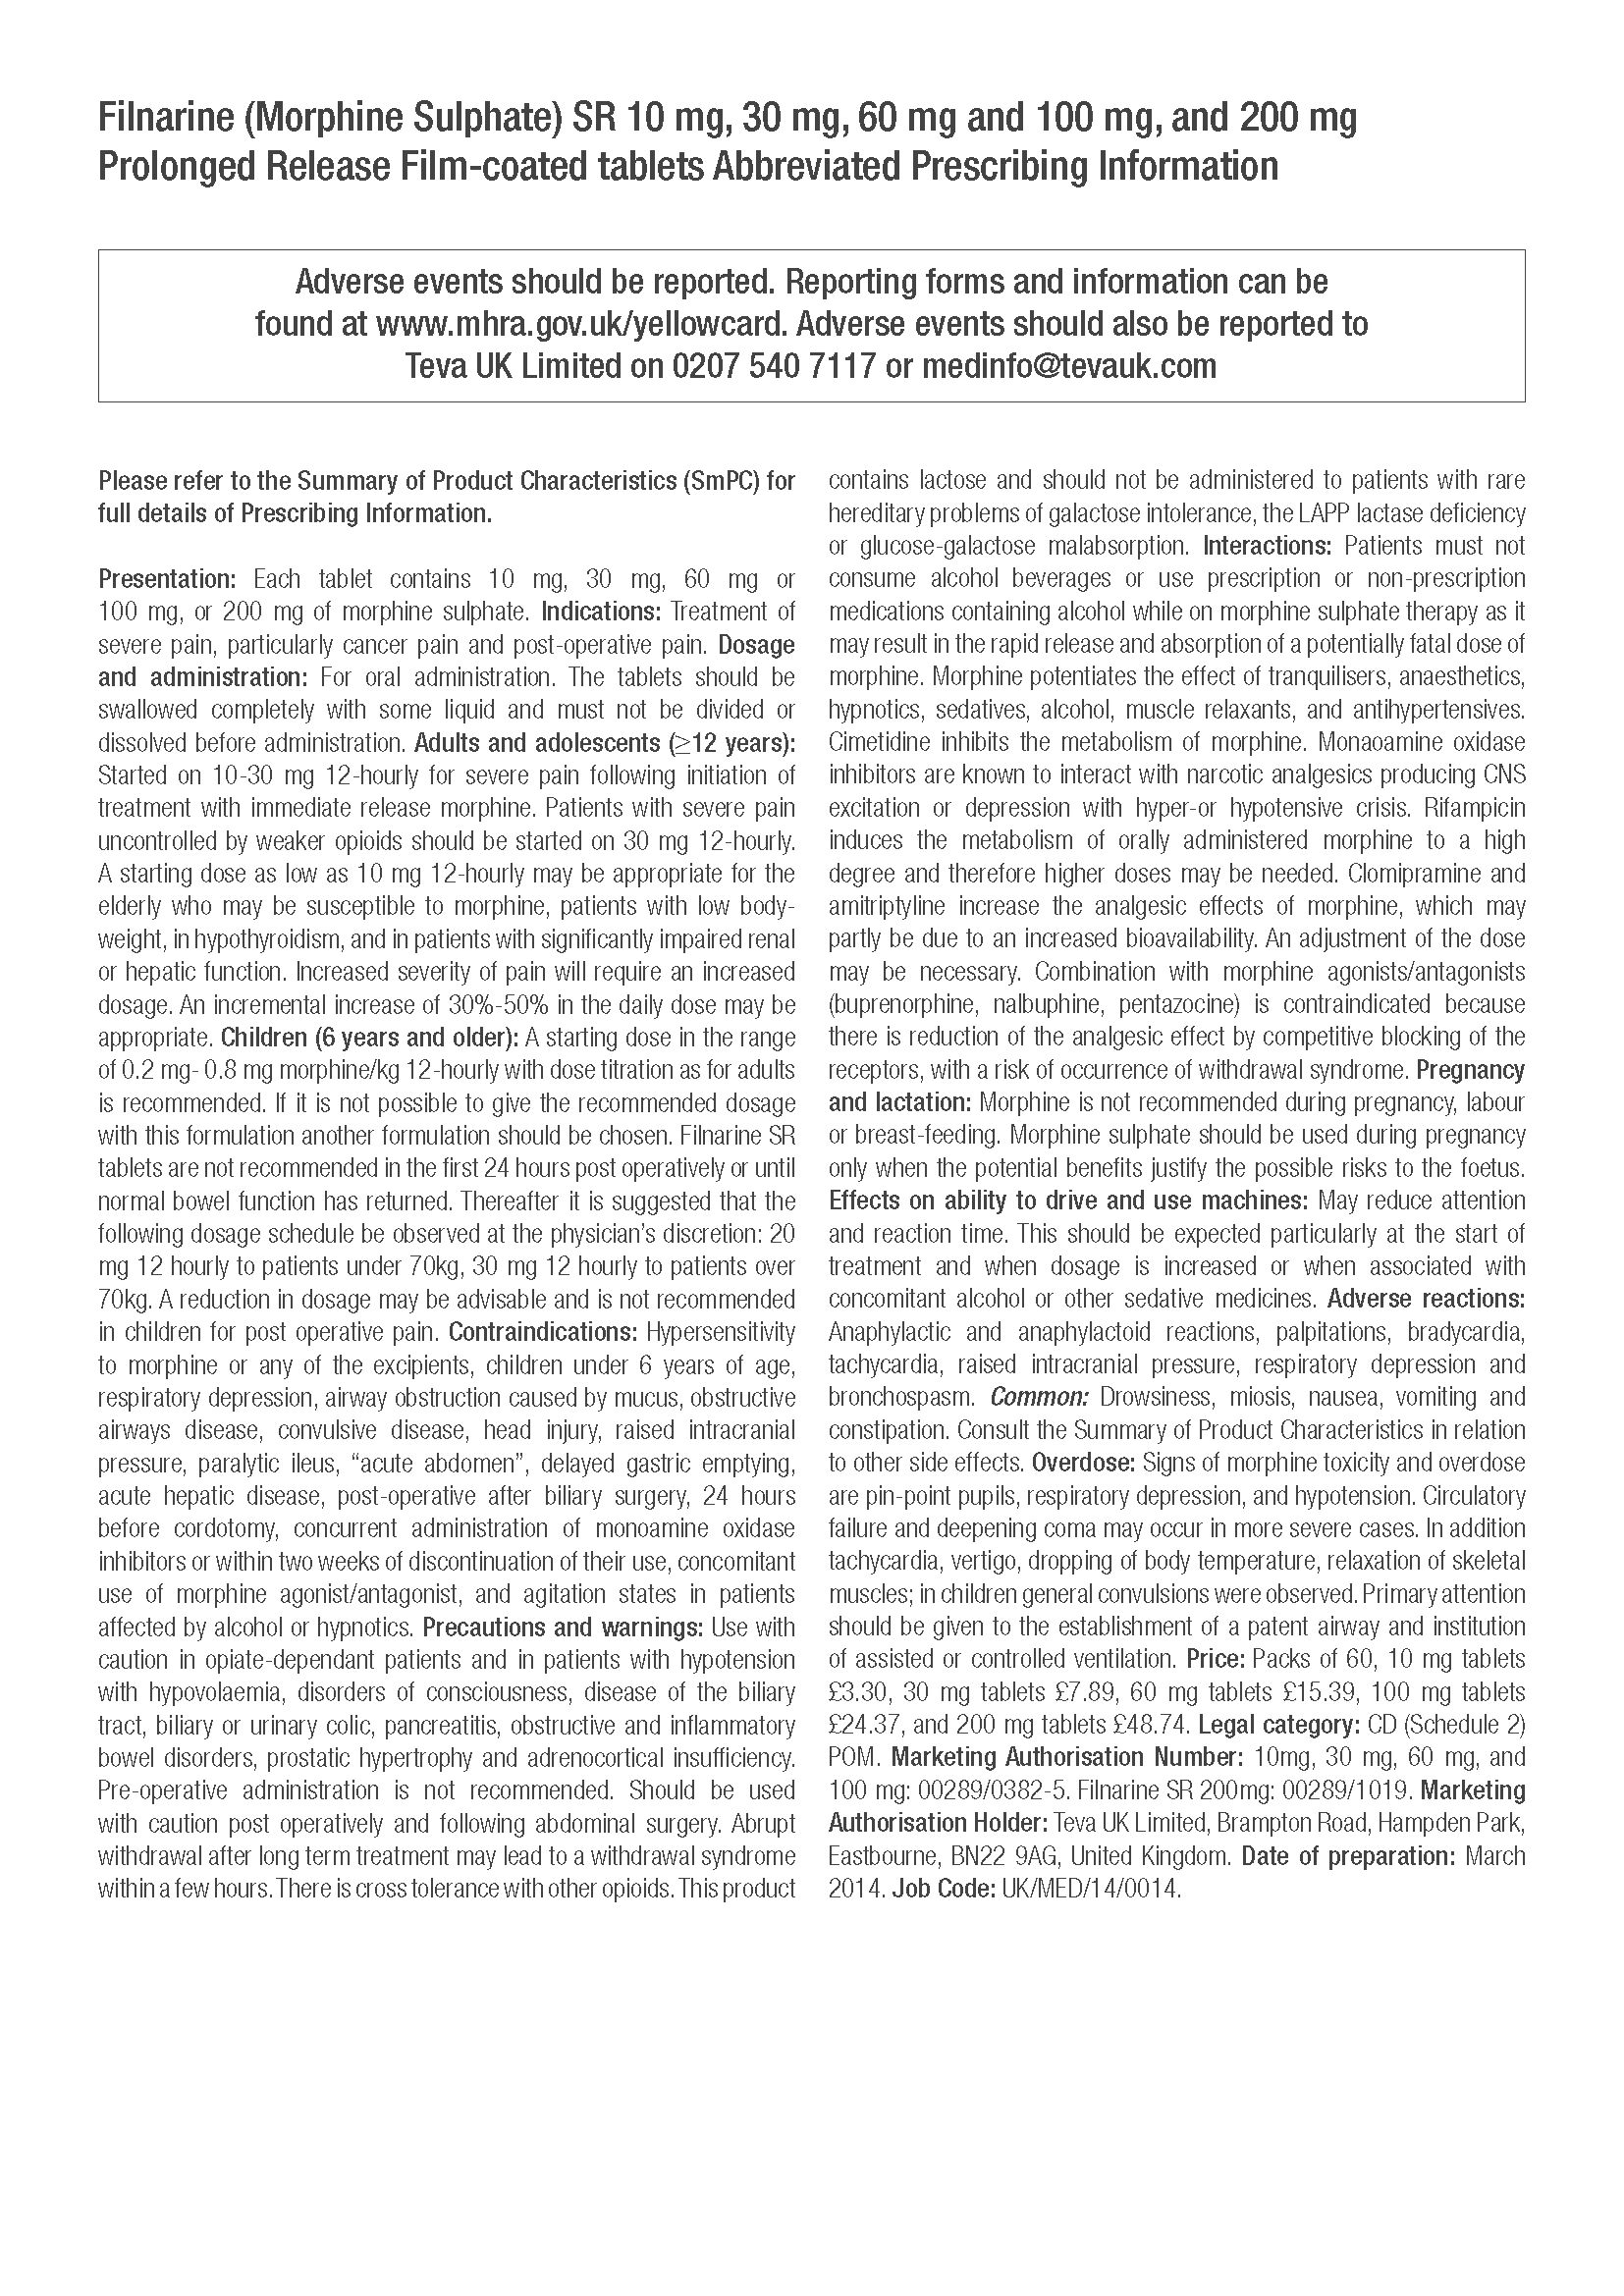 Filnarine (Morphine Sulphate) SR 10 mg, 30 mg, 60 mg and 100 mg, and 200 mg
Prolonged Release Film-coated tablets Abbreviated Prescribing Information
Adverse events should be reported. Reporting forms and information can be
found at www.mhra.gov.uk/yellowcard. Adverse events should also be reported to
Teva UK Limited on 0207 540 7117 or medinfo@tevauk.com
Please refer to the Summary of Product Characteristics (SmPC) for
full details of Prescribing Information.
Presentation: Each tablet contains 10 mg, 30 mg, 60 mg or
100 mg, or 200 mg of morphine sulphate. Indications: Treatment of
severe pain, particularly cancer pain and post-operative pain. Dosage
and administration: For oral administration. The tablets should be
swallowed completely with some liquid and must not be divided or
dissolved before administration. Adults and adolescents (≥12 years):
Started on 10-30 mg 12-hourly for severe pain following initiation of
treatment with immediate release morphine. Patients with severe pain
uncontrolled by weaker opioids should be started on 30 mg 12-hourly.
A starting dose as low as 10 mg 12-hourly may be appropriate for the
elderly who may be susceptible to morphine, patients with low body-
weight, in hypothyroidism, and in patients with significantly impaired renal
or hepatic function. Increased severity of pain will require an increased
dosage. An incremental increase of 30%-50% in the daily dose may be
appropriate. Children (6 years and older): A starting dose in the range
of 0.2 mg- 0.8 mg morphine/kg 12-hourly with dose titration as for adults
is recommended. If it is not possible to give the recommended dosage
with this formulation another formulation should be chosen. Filnarine SR
tablets are not recommended in the first 24 hours post operatively or until
normal bowel function has returned. Thereafter it is suggested that the
following dosage schedule be observed at the physician's discretion: 20
mg 12 hourly to patients under 70kg, 30 mg 12 hourly to patients over
70kg. A reduction in dosage may be advisable and is not recommended
in children for post operative pain. Contraindications: Hypersensitivity
to morphine or any of the excipients, children under 6 years of age,
respiratory depression, airway obstruction caused by mucus, obstructive
airways disease, convulsive disease, head injury, raised intracranial
pressure, paralytic ileus, “acute abdomen”, delayed gastric emptying,
acute hepatic disease, post-operative after biliary surgery, 24 hours
before cordotomy, concurrent administration of monoamine oxidase
inhibitors or within two weeks of discontinuation of their use, concomitant
use of morphine agonist/antagonist, and agitation states in patients
affected by alcohol or hypnotics. Precautions and warnings: Use with
caution in opiate-dependant patients and in patients with hypotension
with hypovolaemia, disorders of consciousness, disease of the biliary
tract, biliary or urinary colic, pancreatitis, obstructive and inflammatory
bowel disorders, prostatic hypertrophy and adrenocortical insufficiency.
Pre-operative administration is not recommended. Should be used
with caution post operatively and following abdominal surgery. Abrupt
withdrawal after long term treatment may lead to a withdrawal syndrome
within a few hours. There is cross tolerance with other opioids. This product
contains lactose and should not be administered to patients with rare
hereditary problems of galactose intolerance, the LAPP lactase deficiency
or glucose-galactose malabsorption. Interactions: Patients must not
consume alcohol beverages or use prescription or non-prescription
medications containing alcohol while on morphine sulphate therapy as it
may result in the rapid release and absorption of a potentially fatal dose of
morphine. Morphine potentiates the effect of tranquilisers, anaesthetics,
hypnotics, sedatives, alcohol, muscle relaxants, and antihypertensives.
Cimetidine inhibits the metabolism of morphine. Monaoamine oxidase
inhibitors are known to interact with narcotic analgesics producing CNS
excitation or depression with hyper-or hypotensive crisis. Rifampicin
induces the metabolism of orally administered morphine to a high
degree and therefore higher doses may be needed. Clomipramine and
amitriptyline increase the analgesic effects of morphine, which may
partly be due to an increased bioavailability. An adjustment of the dose
may be necessary. Combination with morphine agonists/antagonists
(buprenorphine, nalbuphine, pentazocine) is contraindicated because
there is reduction of the analgesic effect by competitive blocking of the
receptors, with a risk of occurrence of withdrawal syndrome. Pregnancy
and lactation: Morphine is not recommended during pregnancy, labour
or breast-feeding. Morphine sulphate should be used during pregnancy
only when the potential benefits justify the possible risks to the foetus.
Effects on ability to drive and use machines: May reduce attention
and reaction time. This should be expected particularly at the start of
treatment and when dosage is increased or when associated with
concomitant alcohol or other sedative medicines. Adverse reactions:
Anaphylactic and anaphylactoid reactions, palpitations, bradycardia,
tachycardia, raised intracranial pressure, respiratory depression and
bronchospasm. Common: Drowsiness, miosis, nausea, vomiting and
constipation. Consult the Summary of Product Characteristics in relation
to other side effects. Overdose: Signs of morphine toxicity and overdose
are pin-point pupils, respiratory depression, and hypotension. Circulatory
failure and deepening coma may occur in more severe cases. In addition
tachycardia, vertigo, dropping of body temperature, relaxation of skeletal
muscles; in children general convulsions were observed. Primary attention
should be given to the establishment of a patent airway and institution
of assisted or controlled ventilation. Price: Packs of 60, 10 mg tablets
£3.30, 30 mg tablets £7.89, 60 mg tablets £15.39, 100 mg tablets
£24.37, and 200 mg tablets £48.74. Legal category: CD (Schedule 2)
POM. Marketing Authorisation Number: 10mg, 30 mg, 60 mg, and
100 mg: 00289/0382-5. Filnarine SR 200mg: 00289/1019. Marketing
Authorisation Holder: Teva UK Limited, Brampton Road, Hampden Park,
Eastbourne, BN22 9AG, United Kingdom. Date of preparation: March
2014. Job Code: UK/MED/14/0014.